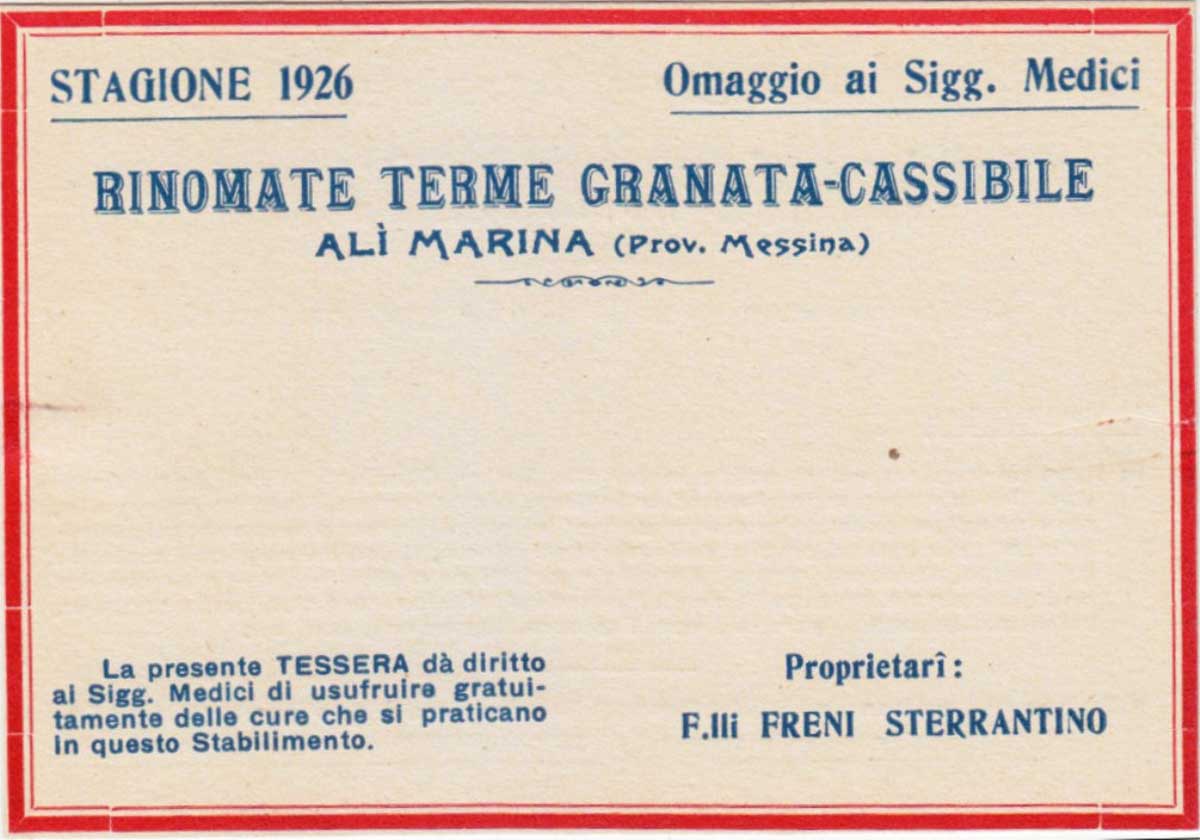 STAGIONE 1926
Omaggio ai Sigg. Medici
RINOMATE TERME GRANATA-CASSIBILE
ALÌ MARINA (Prov. Messina)
La presente TESSERA dà diritto
ai Sigg. Medici di usufruire gratui-
tamente delle cure che si praticano
in questo Stabilimento.
Proprietarî:
F.lli FRENI STERRANTINO